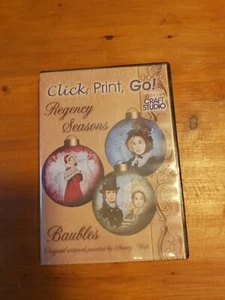 Click, Print, Go!
CRAFT
STUDIO
Regency
Seasons
Baubles
Original artwork painted by